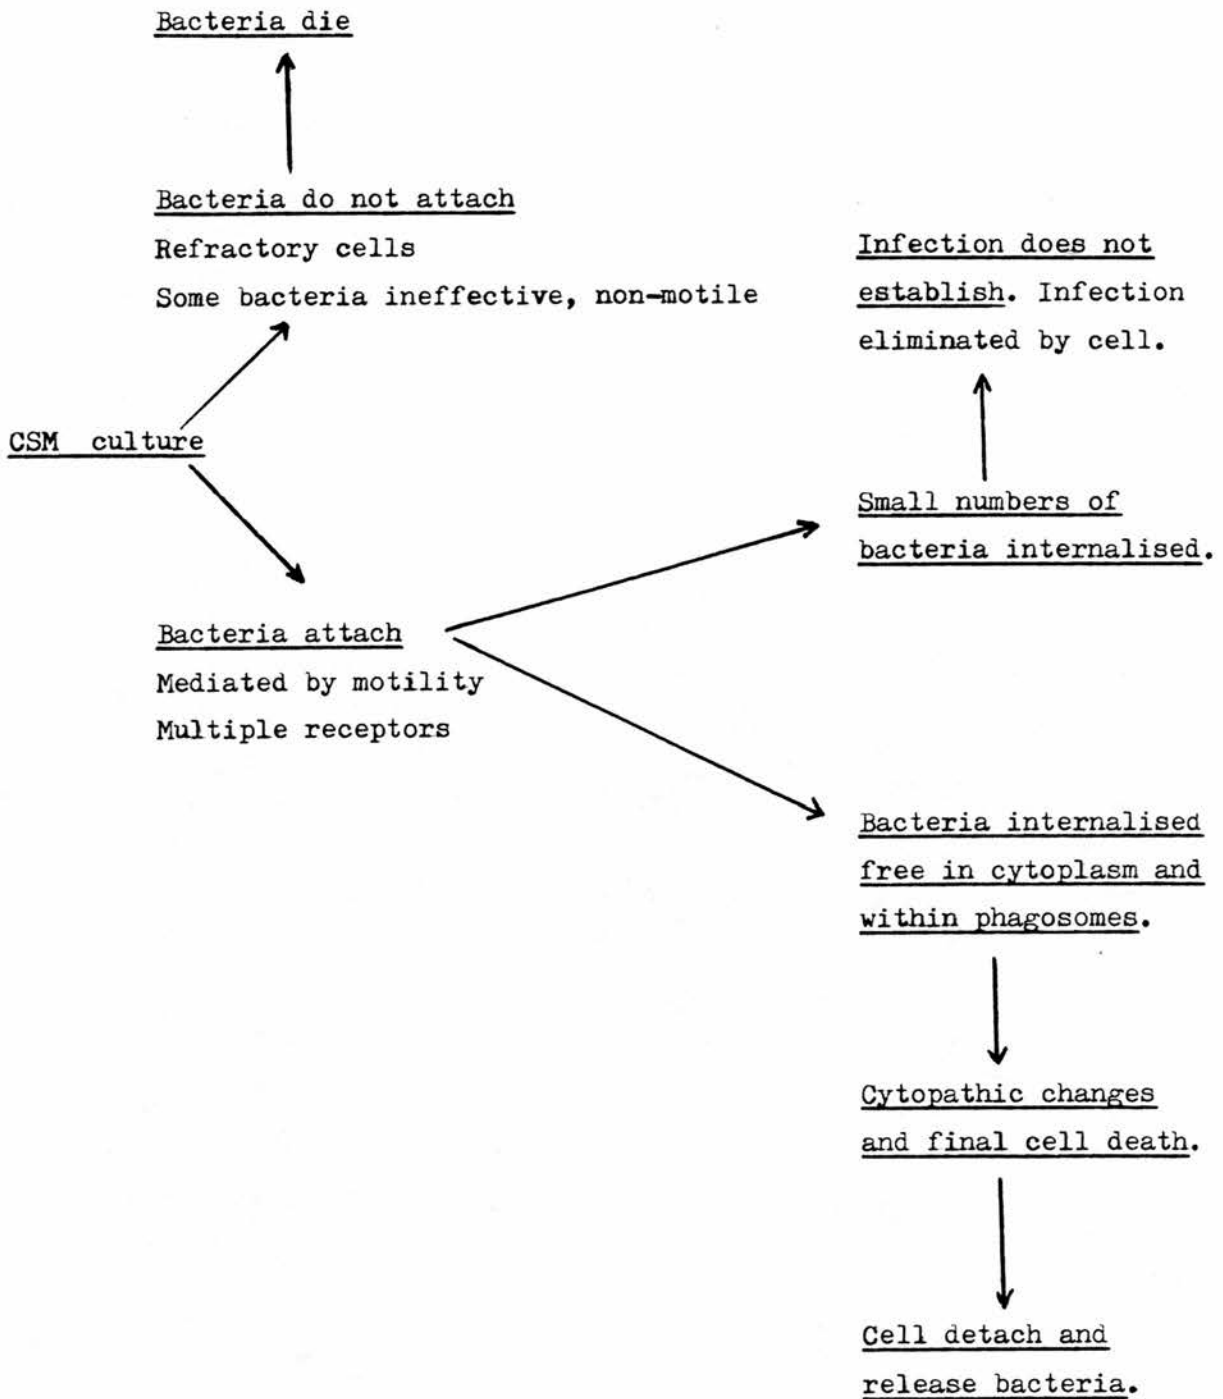 Bacteria die
Bacteria do not attach
Refractory cells
Some bacteria ineffective, non-motile
CSM culture
Bacteria attach
Mediated by motility
Multiple receptors
Infection does not
establish. Infection
eliminated by cell.
Small numbers of
bacteria internalised.
Bacteria internalised
free in cytoplasm and
within phagosomes.
Cytopathic changes
and final cell death.
Cell detach and
release bacteria.